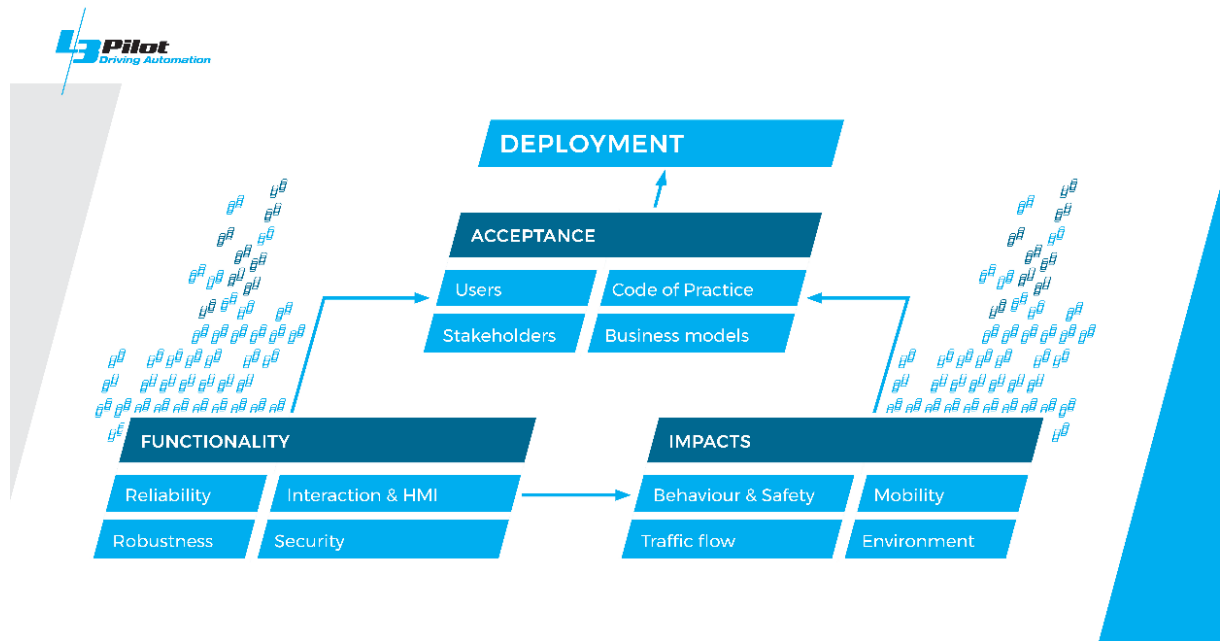 L3Pilot
Driving Automation
DEPLOYMENT
ACCEPTANCE
Users
Code of Practice
Stakeholders
Business models
FUNCTIONALITY
Reliability
Interaction & HMI
Robustness
Security
IMPACTS
Behaviour & Safety
Mobility
Traffic flow
Environment